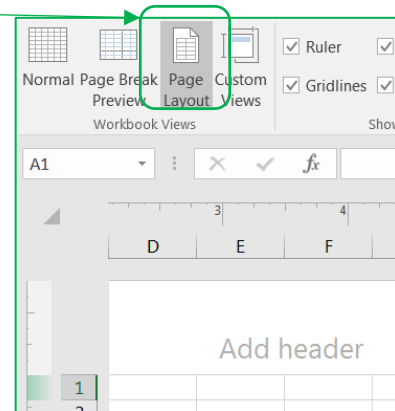 Normal Page Break Page Custom Ruler
Preview Layout Views Gridlines
Workbook Views Show
A1 fx
3 4
D E F
Add header
1
2